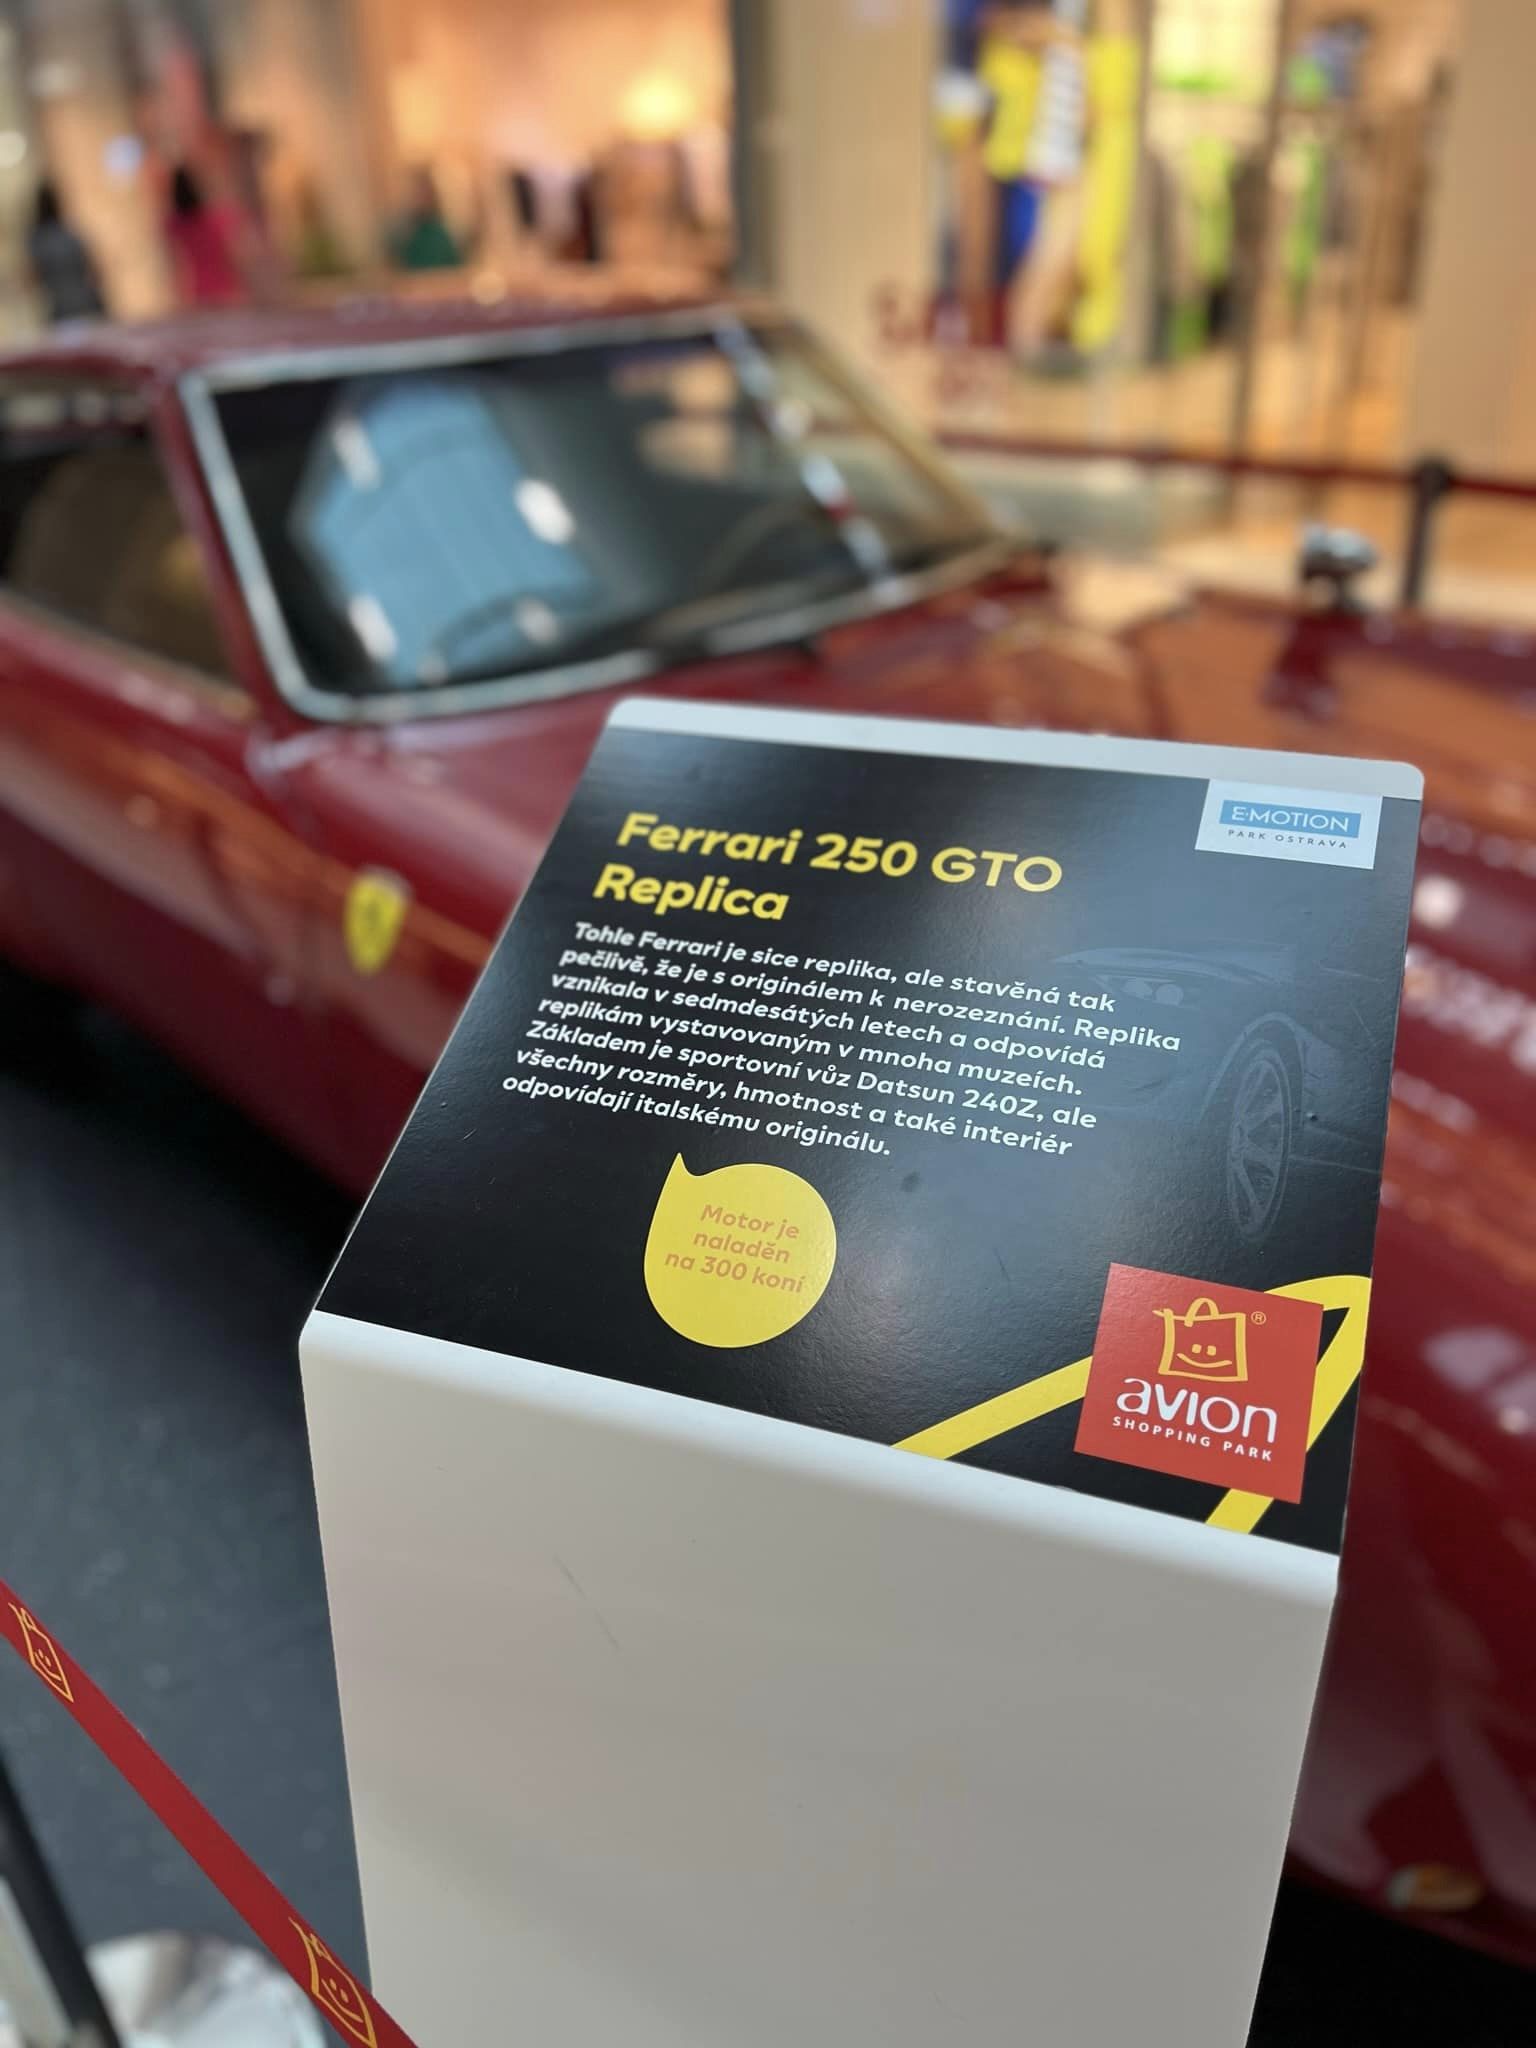 Ferrari 250 GTO
Replica
E·MOTION
PARK OSTRAVA
Tohle Ferrari je sice replika, ale stavěná tak
pečlivě, že je s originálem k nerozeznání. Replika
vznikala v sedmdesátých letech a odpovídá
replikám vystavovaným v mnoha muzeích.
Základem je sportovní vůz Datsun 240Z, ale
všechny rozměry, hmotnost a také interiér
odpovídají italskému originálu.
Motor je
naladěn
na 300 koní
®
avion
SHOPPING PARK